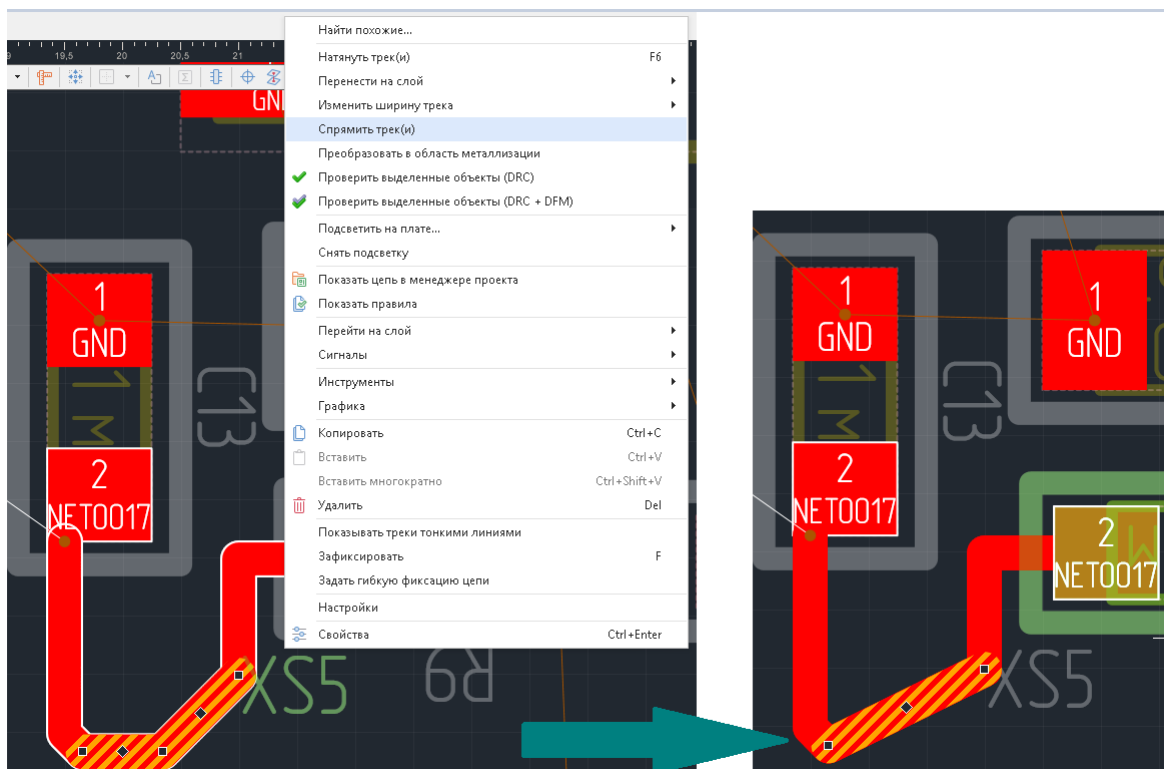 Найти похожие...
Натянуть трек(и) F6
Перенести на слой
Изменить ширину трека
Спрямить трек(и)
Преобразовать в область металлизации
Проверить выделенные объекты (DRC)
Проверить выделенные объекты (DRC + DFM)
Подсветить на плате...
Снять подсветку
Показать цепь в менеджере проекта
Показать правила
Перейти на слой
Сигналы
Инструменты
Графика
Копировать Ctrl+C
Вставить Ctrl+V
Вставить многократно Ctrl+Shift+V
Удалить Del
Показывать треки тонкими линиями
Зафиксировать F
Задать гибкую фиксацию цепи
Настройки
Свойства Ctrl+Enter
19,5 20 20,5 21
1
GND
1 M
C13
2
NET0017
XS5
R9
1
GND
1 M
C13
2
NET0017
1
GND
2
NET0017
XS5